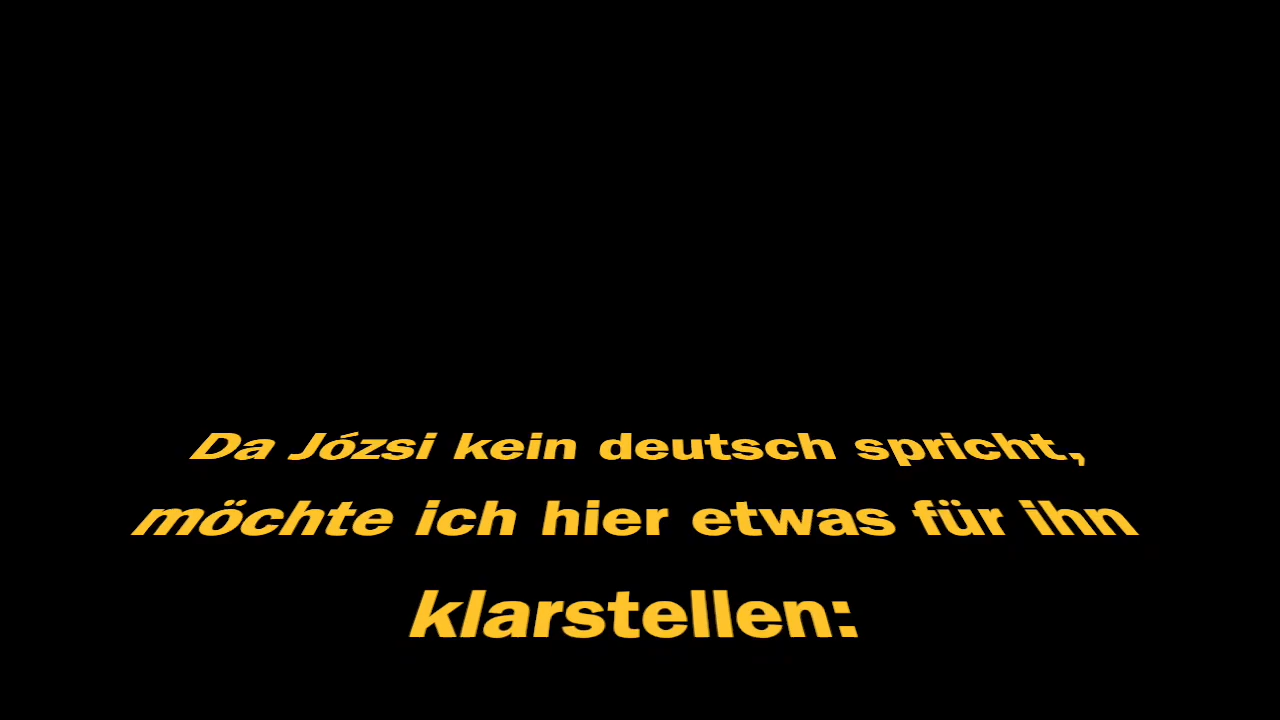 Da Józsi kein deutsch spricht,
möchte ich hier etwas für ihn
klarstellen: